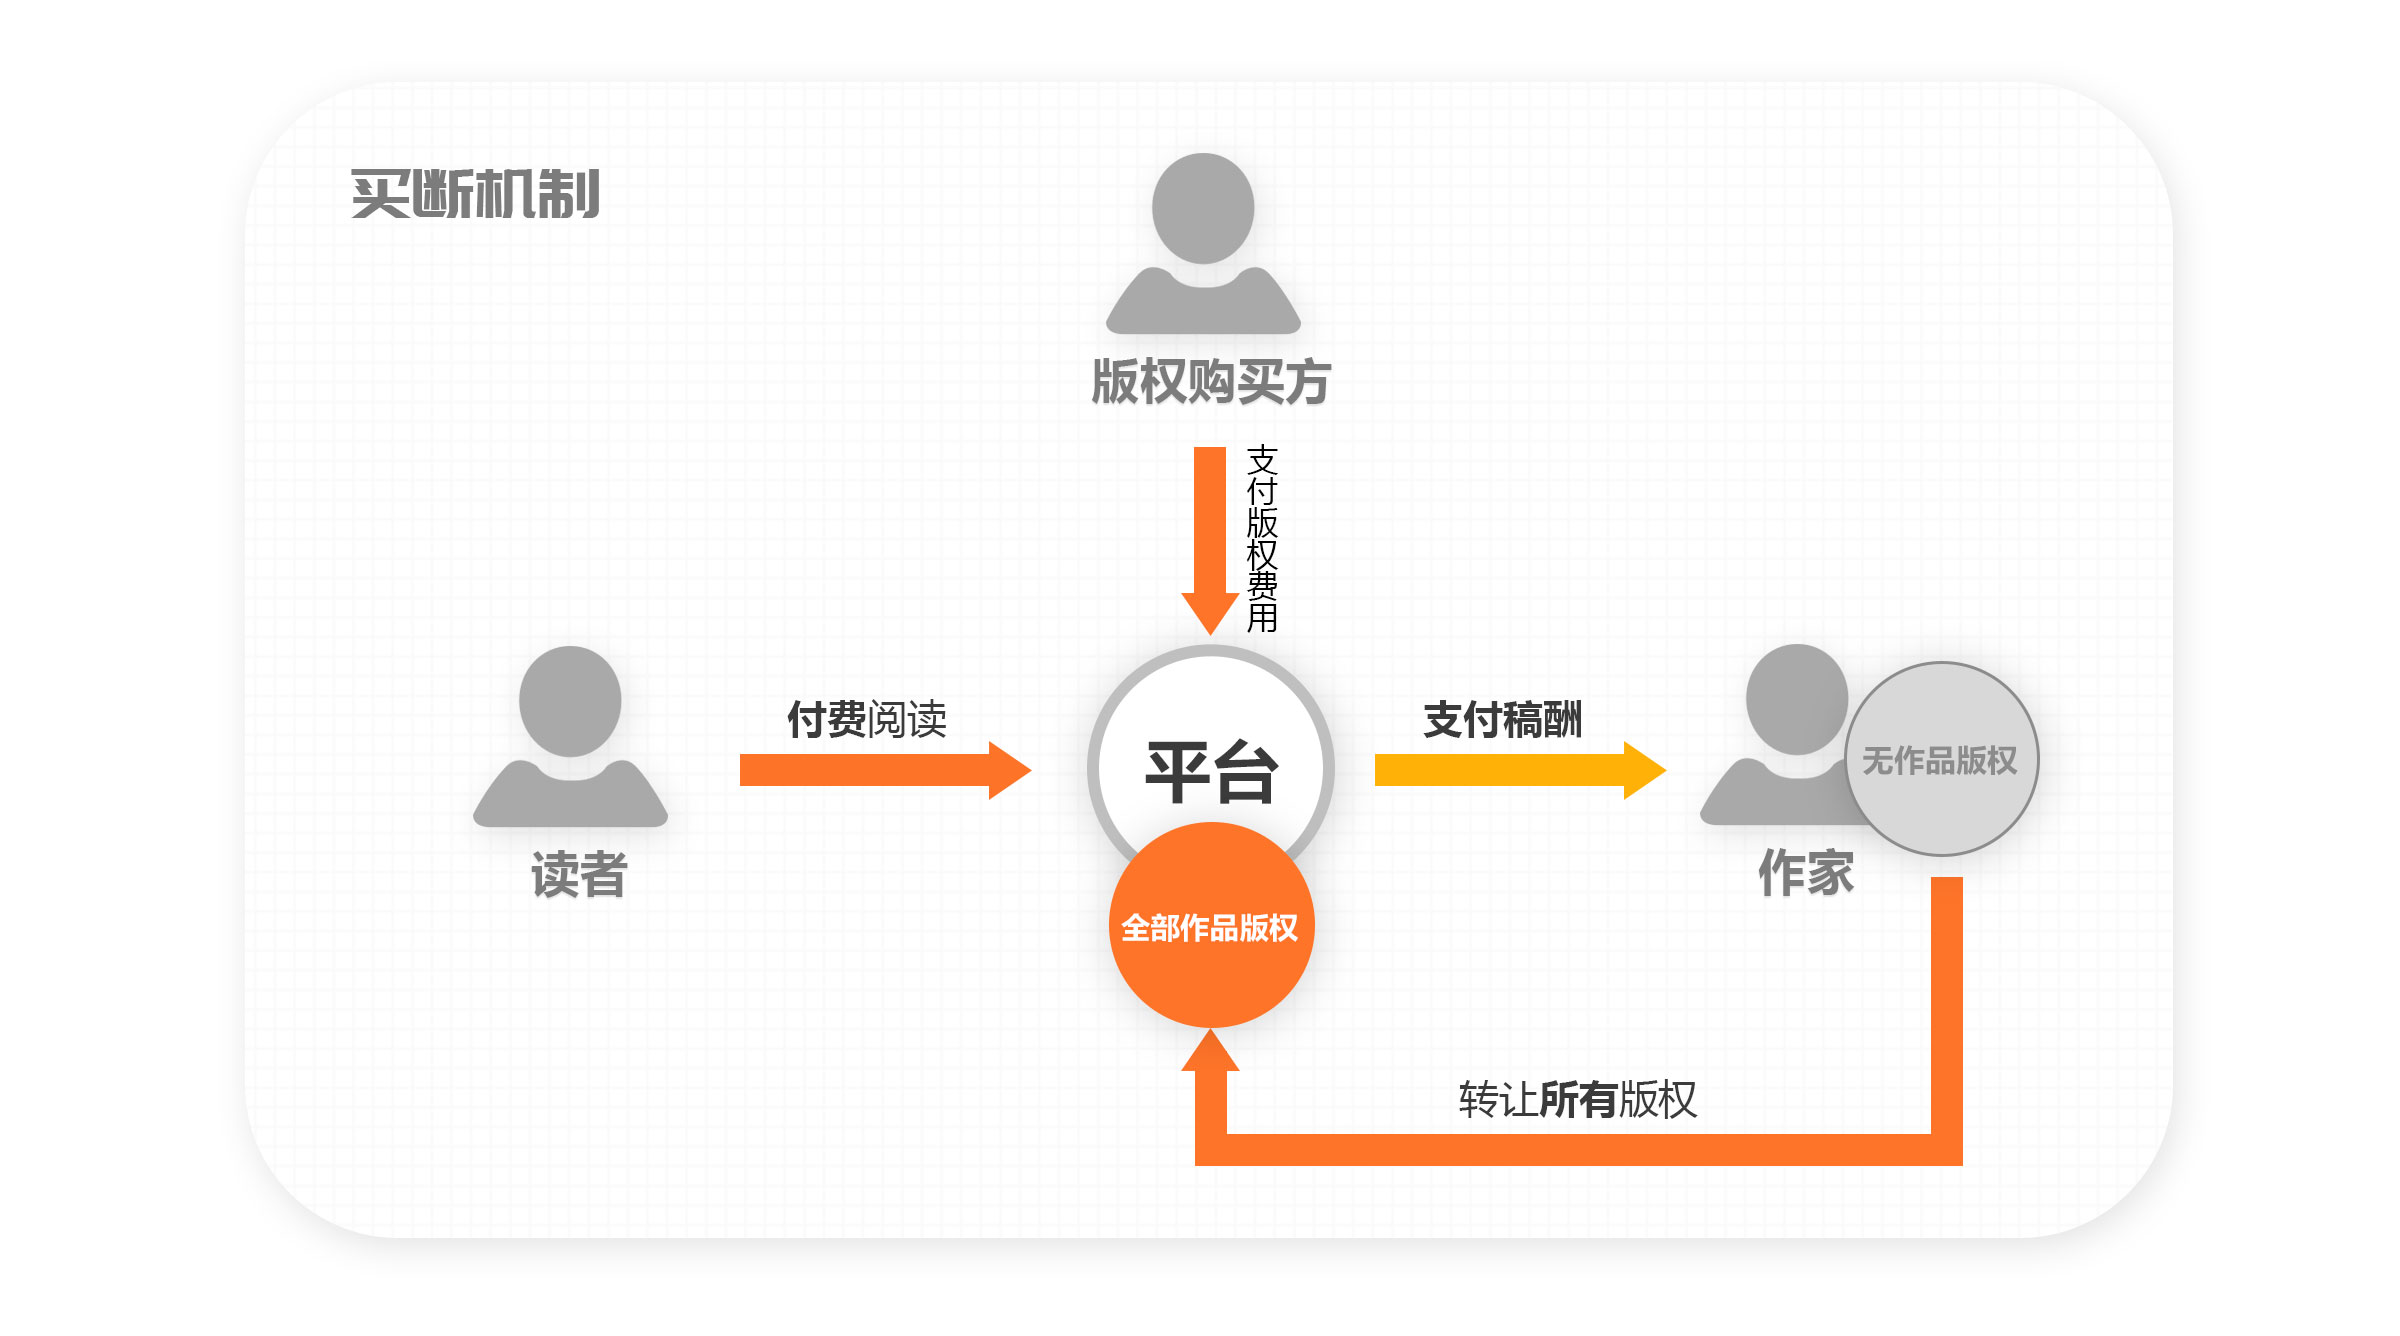 买断机制
版权购买方
支付版权费用
付费阅读
平台
支付稿酬
无作品版权
读者
作家
全部作品版权
转让所有版权